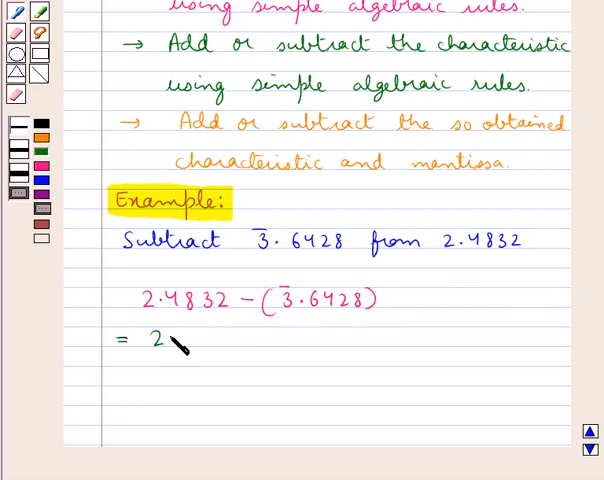 using simple algebraic rules.
→ Add or subtract the characteristic
using simple algebraic rules.
→ Add or subtract the so obtained
characteristic and mantissa.
Example:
Subtract 3̅.6428 from 2.4832
2.4832 − (3̅.6428)
= 2